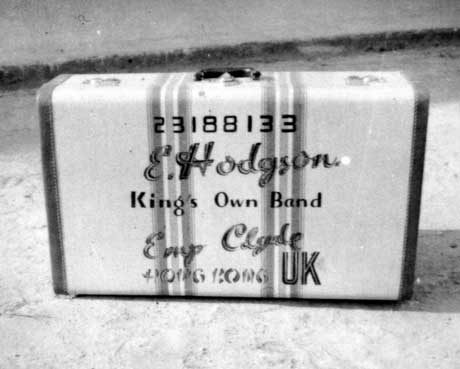 23188133
E. Hodgson.
King's Own Band
Emp Clyde
HONG KONG UK